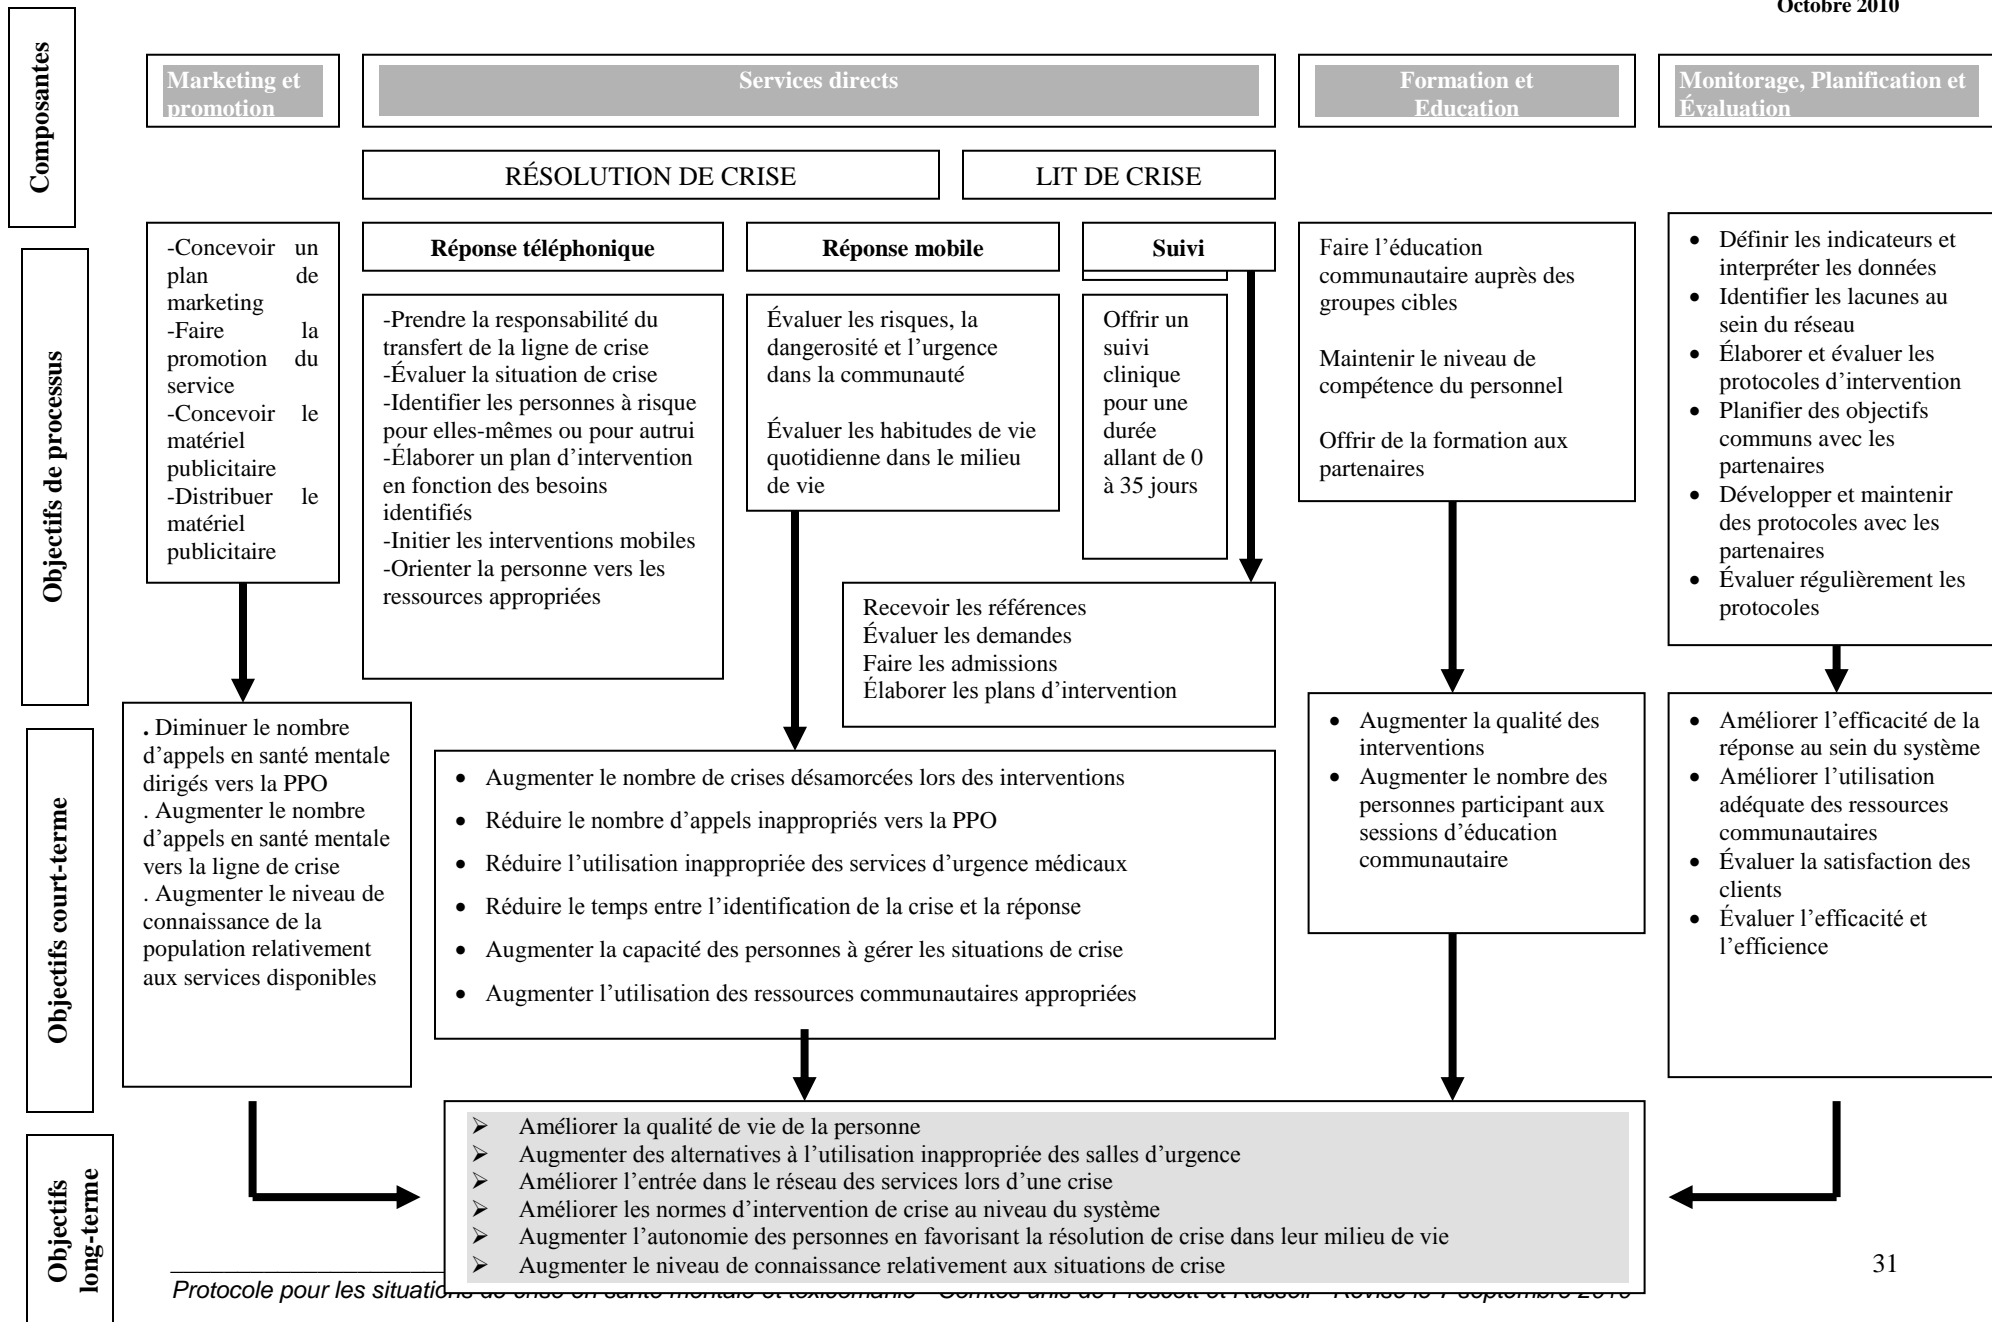 Octobre 2010
Composantes
Marketing et
promotion
Services directs
Formation et
Education
Monitorage, Planification et
Évaluation
RÉSOLUTION DE CRISE
LIT DE CRISE
Objectifs de processus
-Concevoir un
plan de
marketing
-Faire la
promotion du
service
-Concevoir le
matériel
publicitaire
-Distribuer le
matériel
publicitaire
Réponse téléphonique
-Prendre la responsabilité du
transfert de la ligne de crise
-Évaluer la situation de crise
-Identifier les personnes à risque
pour elles-mêmes ou pour autrui
-Élaborer un plan d’intervention
en fonction des besoins
identifiés
-Initier les interventions mobiles
-Orienter la personne vers les
ressources appropriées
Réponse mobile
Évaluer les risques, la
dangerosité et l’urgence
dans la communauté
Évaluer les habitudes de vie
quotidienne dans le milieu
de vie
Suivi
Offrir un
suivi
clinique
pour une
durée
allant de 0
à 35 jours
Recevoir les références
Évaluer les demandes
Faire les admissions
Élaborer les plans d’intervention
Faire l’éducation
communautaire auprès des
groupes cibles
Maintenir le niveau de
compétence du personnel
Offrir de la formation aux
partenaires
• Définir les indicateurs et
interpréter les données
• Identifier les lacunes au
sein du réseau
• Élaborer et évaluer les
protocoles d’intervention
• Planifier des objectifs
communs avec les
partenaires
• Développer et maintenir
des protocoles avec les
partenaires
• Évaluer régulièrement les
protocoles
Objectifs court-terme
. Diminuer le nombre
d’appels en santé mentale
dirigés vers la PPO
. Augmenter le nombre
d’appels en santé mentale
vers la ligne de crise
. Augmenter le niveau de
connaissance de la
population relativement
aux services disponibles
• Augmenter le nombre de crises désamorcées lors des interventions
• Réduire le nombre d’appels inappropriés vers la PPO
• Réduire l’utilisation inappropriée des services d’urgence médicaux
• Réduire le temps entre l’identification de la crise et la réponse
• Augmenter la capacité des personnes à gérer les situations de crise
• Augmenter l’utilisation des ressources communautaires appropriées
• Augmenter la qualité des
interventions
• Augmenter le nombre des
personnes participant aux
sessions d’éducation
communautaire
• Améliorer l’efficacité de la
réponse au sein du système
• Améliorer l’utilisation
adéquate des ressources
communautaires
• Évaluer la satisfaction des
clients
• Évaluer l’efficacité et
l’efficience
Objectifs
long-terme
➢ Améliorer la qualité de vie de la personne
➢ Augmenter des alternatives à l’utilisation inappropriée des salles d’urgence
➢ Améliorer l’entrée dans le réseau des services lors d’une crise
➢ Améliorer les normes d’intervention de crise au niveau du système
➢ Augmenter l’autonomie des personnes en favorisant la résolution de crise dans leur milieu de vie
➢ Augmenter le niveau de connaissance relativement aux situations de crise
31
Protocole pour les situations